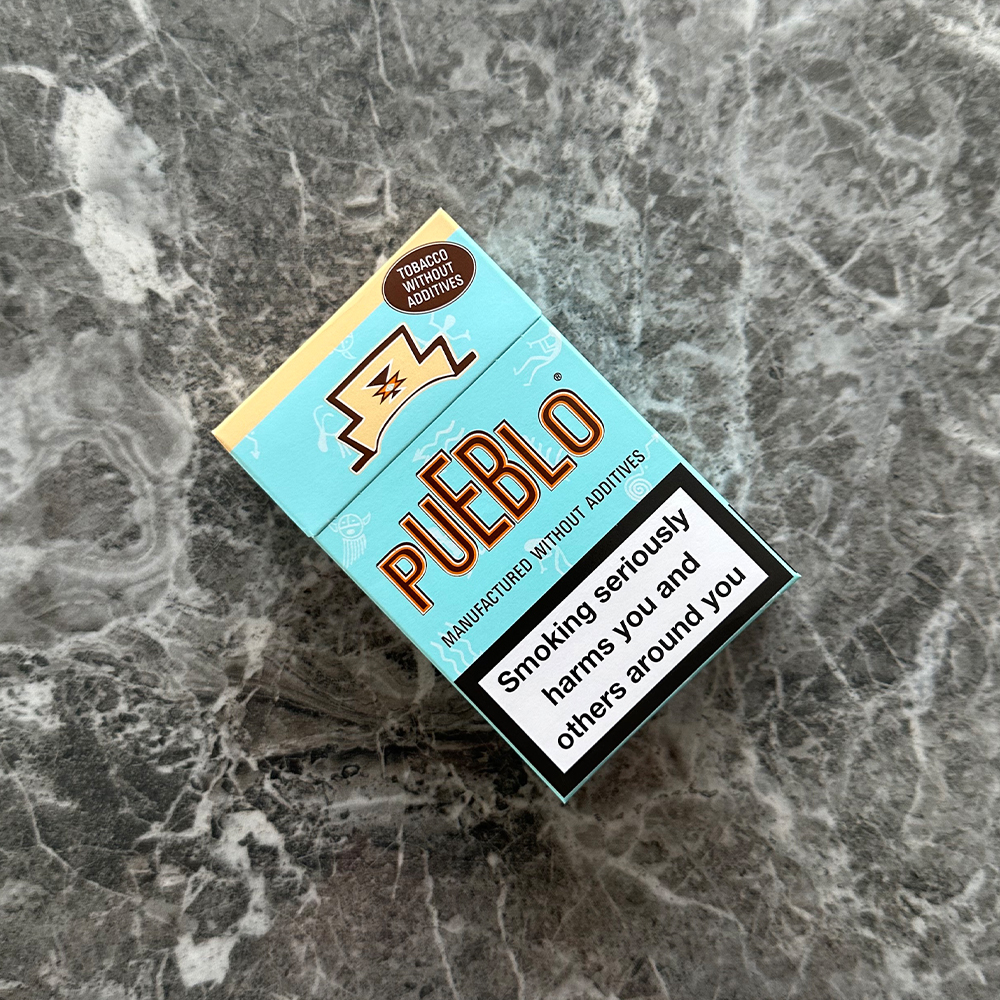 TOBACCO
WITHOUT
ADDITIVES
PUEBLO®
MANUFACTURED WITHOUT ADDITIVES
Smoking seriously
harms you and
others around you